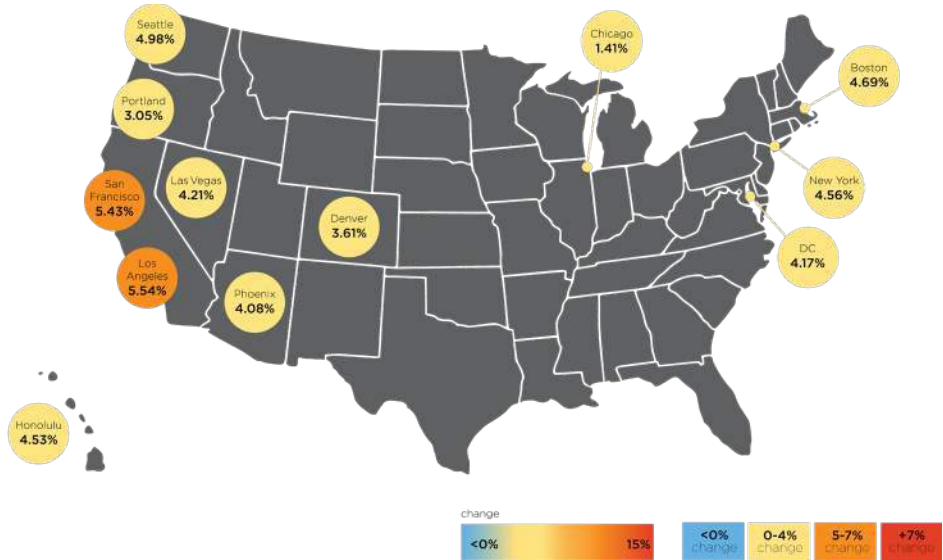 Seattle
4.98%
Portland
3.05%
San
Francisco
5.43%
Las Vegas
4.21%
Los
Angeles
5.54%
Phoenix
4.08%
Denver
3.61%
Chicago
1.41%
Boston
4.69%
New York
4.56%
DC
4.17%
Honolulu
4.53%
change
<0%
15%
<0%
change
0-4%
change
5-7%
change
+7%
change